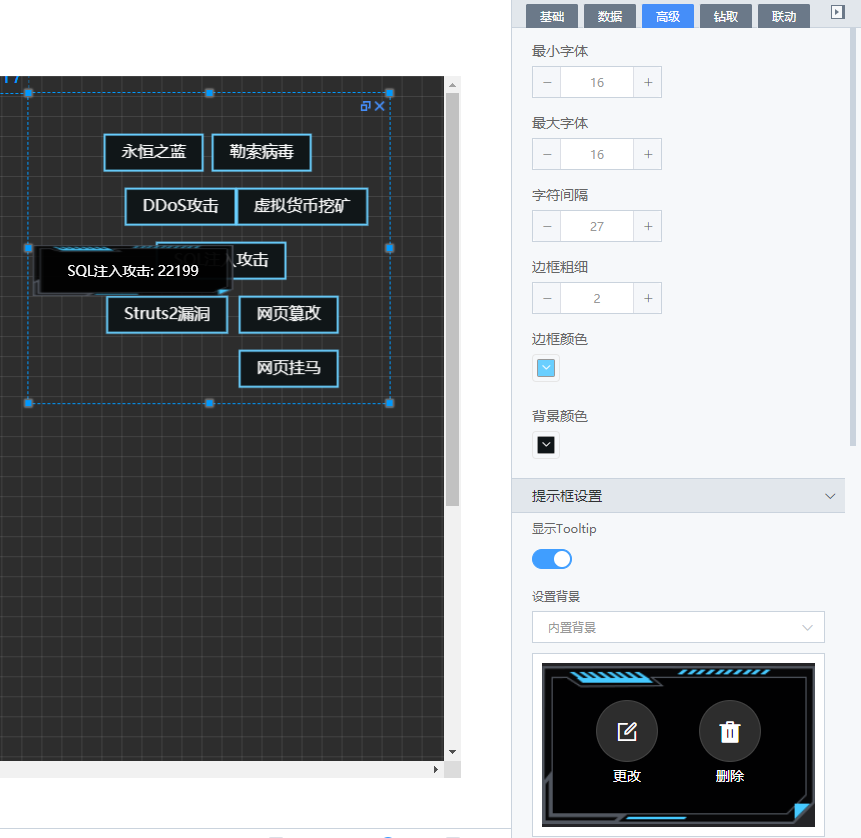 基础 数据 高级 钻取 联动
17
永恒之蓝 勒索病毒
DDoS攻击 虚拟货币挖矿
SQL注入攻击
SQL注入攻击: 22199
Struts2漏洞 网页篡改
网页挂马
最小字体
− 16 +
最大字体
− 16 +
字符间隔
− 27 +
边框粗细
− 2 +
边框颜色
背景颜色
提示框设置
显示Tooltip
设置背景
内置背景
更改 删除